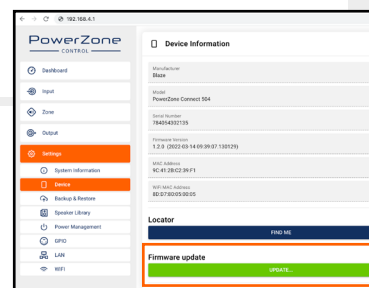 192.168.4.1
PowerZone
CONTROL
Dashboard
Input
Zone
Output
Settings
System Information
Device
Backup & Restore
Speaker Library
Power Management
GPIO
LAN
WiFi
Device Information
Manufacturer
Blaze
Model
PowerZone Connect 504
Serial Number
784054302135
Firmware Version
1.2.0 (2022-03-14 09:39:07 130129)
MAC Address
9C:41:2B:C2:39:F1
WiFi MAC Address
8D:D7:8D:05:00:05
Locator
FIND ME
Firmware update
UPDATE...